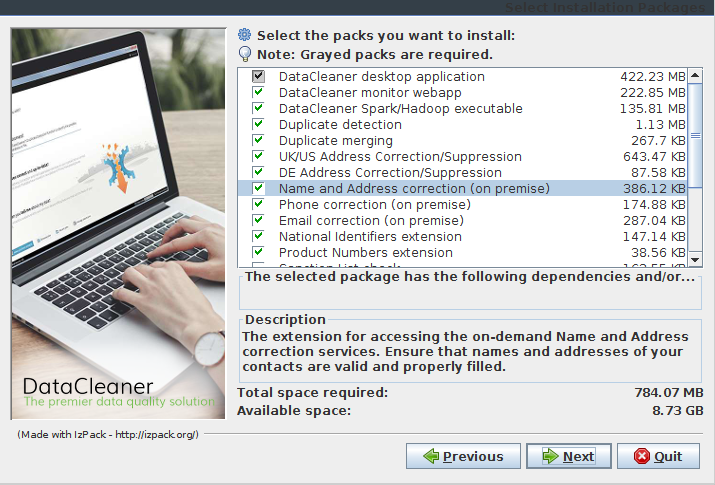 Select Installation Packages
Select the packs you want to install:
Note: Grayed packs are required.
DataCleaner desktop application 422.23 MB
DataCleaner monitor webapp 222.85 MB
DataCleaner Spark/Hadoop executable 135.81 MB
Duplicate detection 1.13 MB
Duplicate merging 267.7 KB
UK/US Address Correction/Suppression 643.47 KB
DE Address Correction/Suppression 87.58 KB
Name and Address correction (on premise) 386.12 KB
Phone correction (on premise) 174.88 KB
Email correction (on premise) 287.04 KB
National Identifiers extension 147.14 KB
Product Numbers extension 38.56 KB
The selected package has the following dependencies and/or...
Description
The extension for accessing the on-demand Name and Address
correction services. Ensure that names and addresses of your
contacts are valid and properly filled.
DataCleaner
The premier data quality solution
Total space required: 784.07 MB
Available space: 8.73 GB
(Made with IzPack - http://izpack.org/)
Previous
Next
Quit